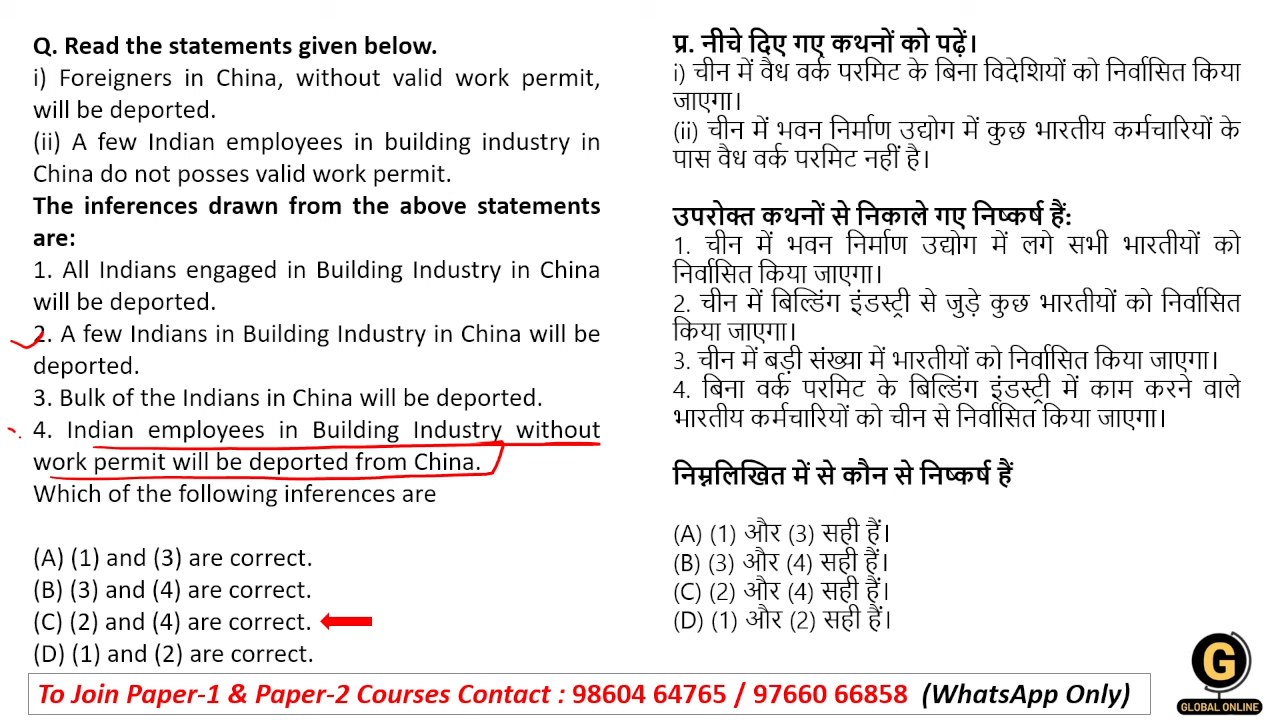 Q. Read the statements given below.
i) Foreigners in China, without valid work permit,
will be deported.
(ii) A few Indian employees in building industry in
China do not posses valid work permit.
The inferences drawn from the above statements
are:
1. All Indians engaged in Building Industry in China
will be deported.
2. A few Indians in Building Industry in China will be
deported.
3. Bulk of the Indians in China will be deported.
4. Indian employees in Building Industry without
work permit will be deported from China.
Which of the following inferences are
(A) (1) and (3) are correct.
(B) (3) and (4) are correct.
(C) (2) and (4) are correct.
(D) (1) and (2) are correct.
प्र. नीचे दिए गए कथनों को पढ़ें।
i) चीन में वैध वर्क परमिट के बिना विदेशियों को निर्वासित किया
जाएगा।
(ii) चीन में भवन निर्माण उद्योग में कुछ भारतीय कर्मचारियों के
पास वैध वर्क परमिट नहीं है।
उपरोक्त कथनों से निकाले गए निष्कर्ष हैं:
1. चीन में भवन निर्माण उद्योग में लगे सभी भारतीयों को
निर्वासित किया जाएगा।
2. चीन में बिल्डिंग इंडस्ट्री से जुड़े कुछ भारतीयों को निर्वासित
किया जाएगा।
3. चीन में बड़ी संख्या में भारतीयों को निर्वासित किया जाएगा।
4. बिना वर्क परमिट के बिल्डिंग इंडस्ट्री में काम करने वाले
भारतीय कर्मचारियों को चीन से निर्वासित किया जाएगा।
निम्नलिखित में से कौन से निष्कर्ष हैं
(A) (1) और (3) सही हैं।
(B) (3) और (4) सही हैं।
(C) (2) और (4) सही हैं।
(D) (1) और (2) सही हैं।
To Join Paper-1 & Paper-2 Courses Contact : 98604 64765 / 97660 66858 (WhatsApp Only)
G
GLOBAL ONLINE